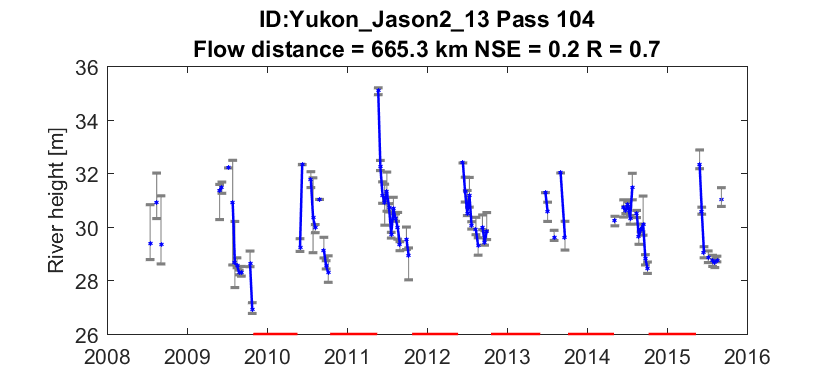 ID:Yukon_Jason2_13 Pass 104
Flow distance = 665.3 km NSE = 0.2 R = 0.7
River height [m]
36
34
32
30
28
26
2008 2009 2010 2011 2012 2013 2014 2015 2016